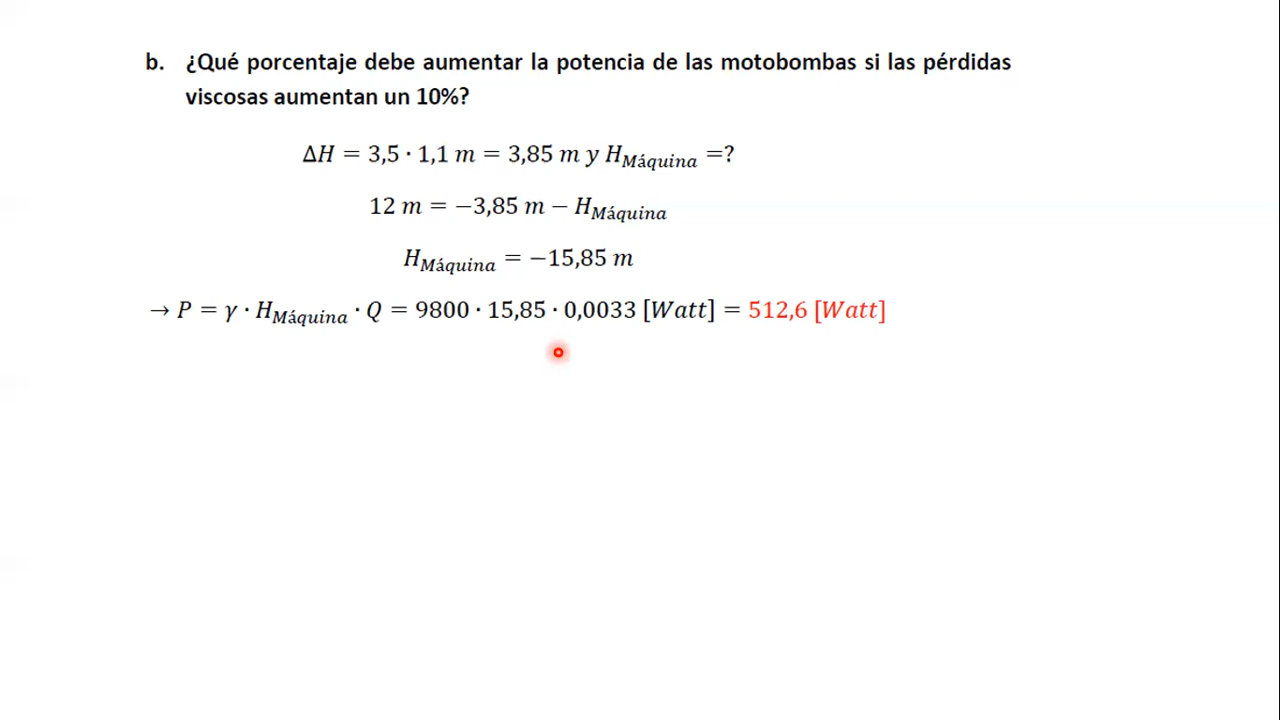 b. ¿Qué porcentaje debe aumentar la potencia de las motobombas si las pérdidas
viscosas aumentan un 10%?
ΔH = 3,5 · 1,1 m = 3,85 m y H_Máquina =?
12 m = −3,85 m − H_Máquina
H_Máquina = −15,85 m
→ P = γ · H_Máquina · Q = 9800 · 15,85 · 0,0033 [Watt] = 512,6 [Watt]